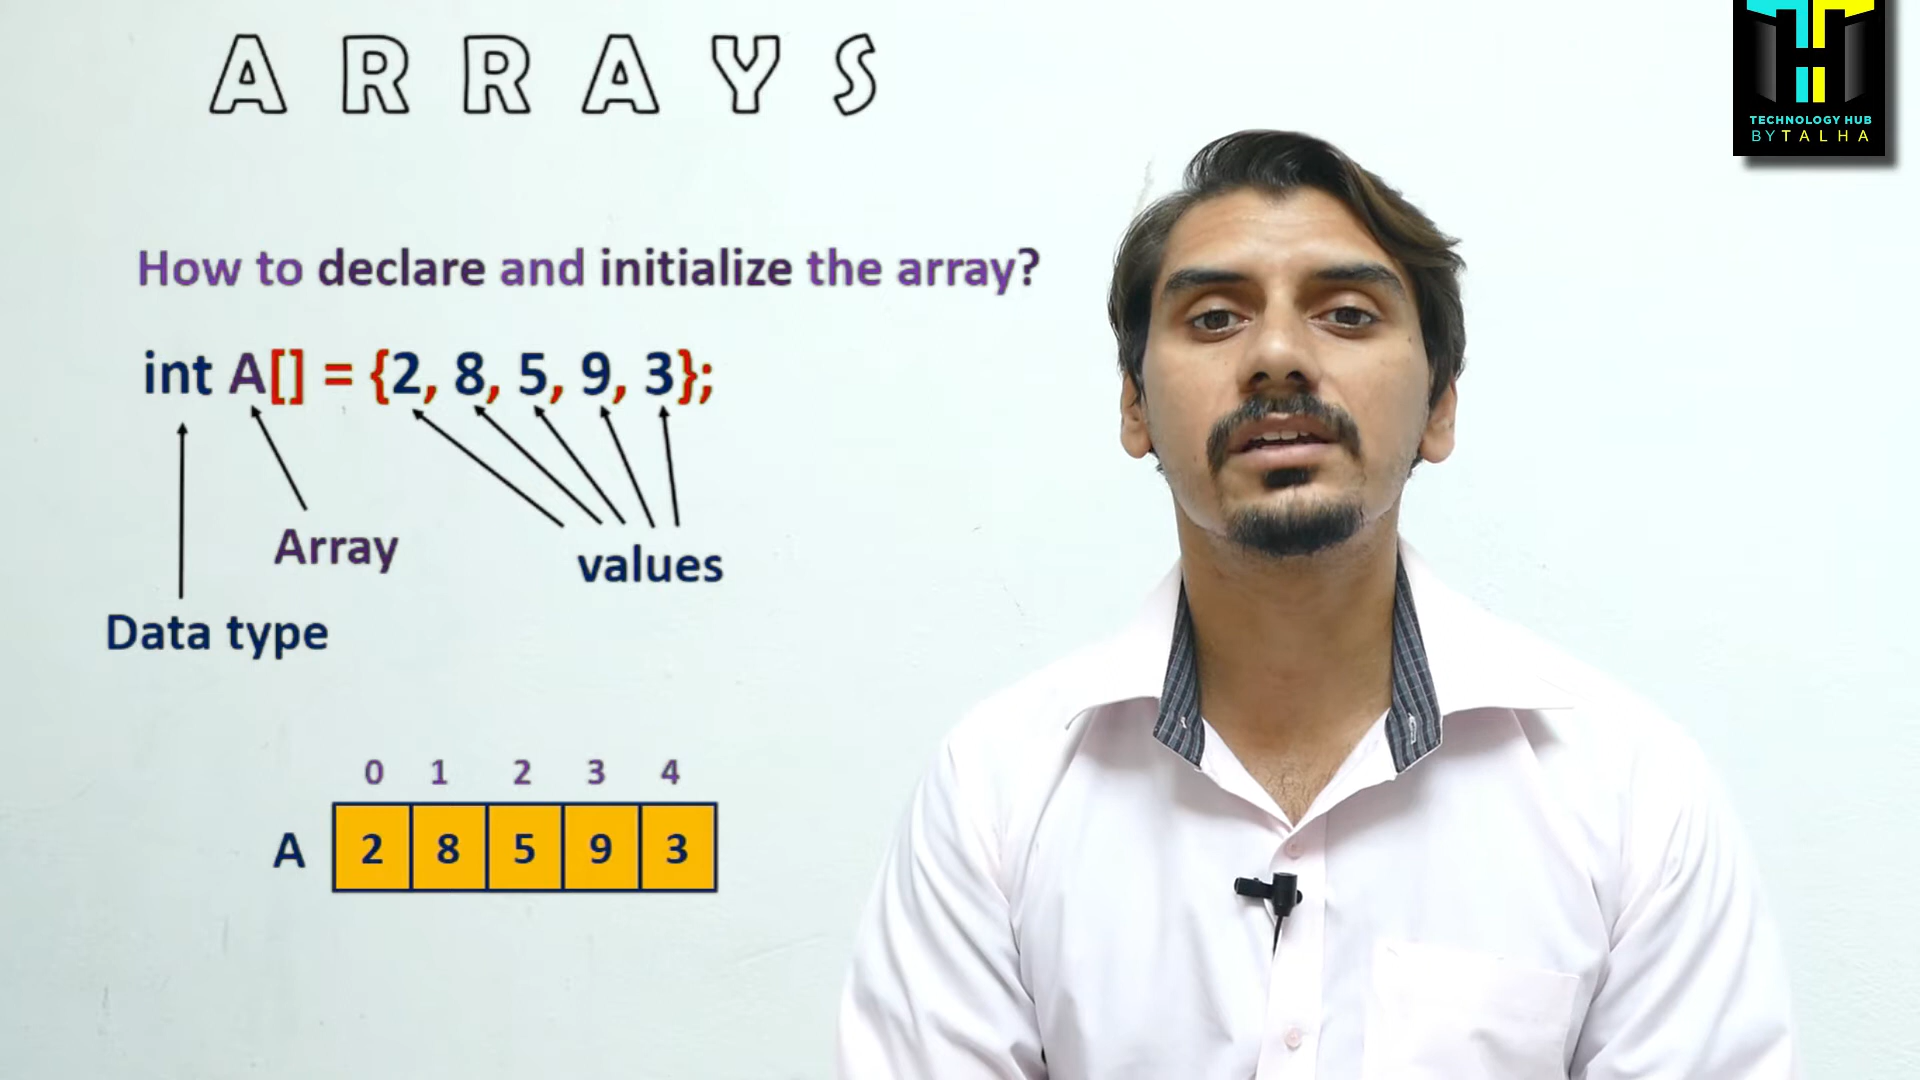 A R R A Y S
TECHNOLOGY HUB
BY TALHA
How to declare and initialize the array?
int A[] = {2, 8, 5, 9, 3};
Array
values
Data type
0 1 2 3 4
A 2 8 5 9 3